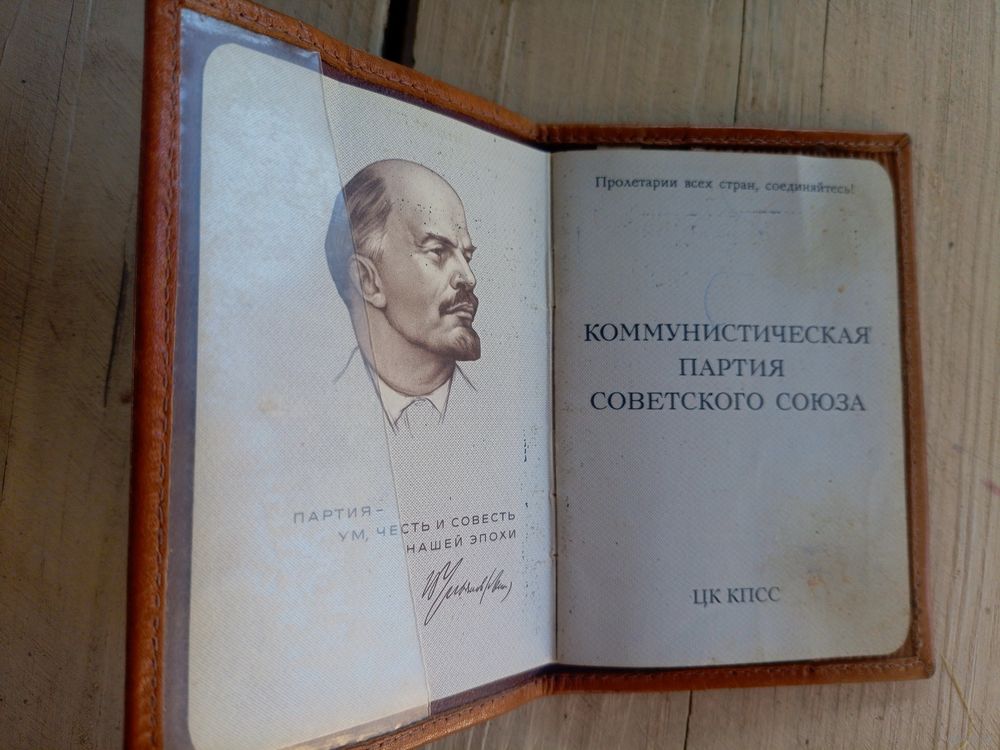 ПАРТИЯ –
УМ, ЧЕСТЬ И СОВЕСТЬ
НАШЕЙ ЭПОХИ
Пролетарии всех стран, соединяйтесь!
КОММУНИСТИЧЕСКАЯ
ПАРТИЯ
СОВЕТСКОГО СОЮЗА
ЦК КПСС